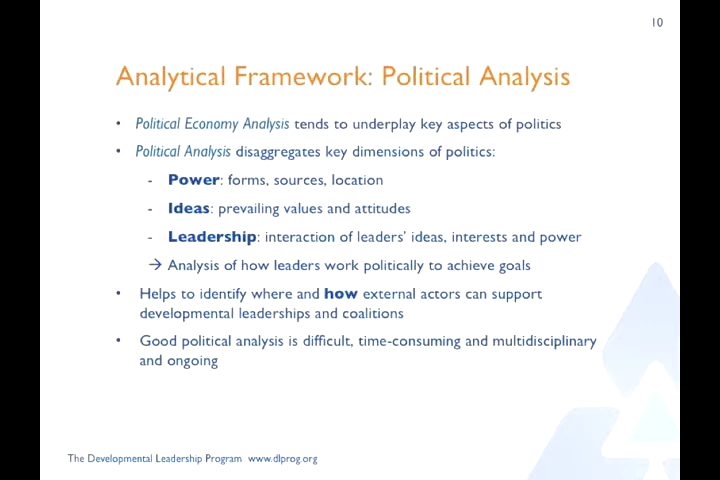 10
Analytical Framework: Political Analysis
• Political Economy Analysis tends to underplay key aspects of politics
• Political Analysis disaggregates key dimensions of politics:
- Power: forms, sources, location
- Ideas: prevailing values and attitudes
- Leadership: interaction of leaders' ideas, interests and power
→ Analysis of how leaders work politically to achieve goals
• Helps to identify where and how external actors can support
developmental leaderships and coalitions
• Good political analysis is difficult, time-consuming and multidisciplinary
and ongoing
The Developmental Leadership Program www.dlprog.org